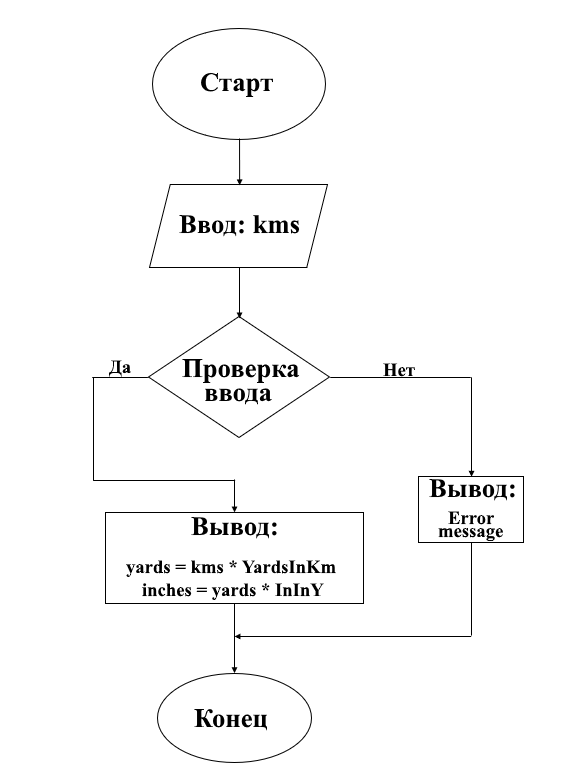 Старт
Ввод: kms
Проверка
ввода
Да
Нет
Вывод:
yards = kms * YardsInKm
inches = yards * InInY
Вывод:
Error
message
Конец